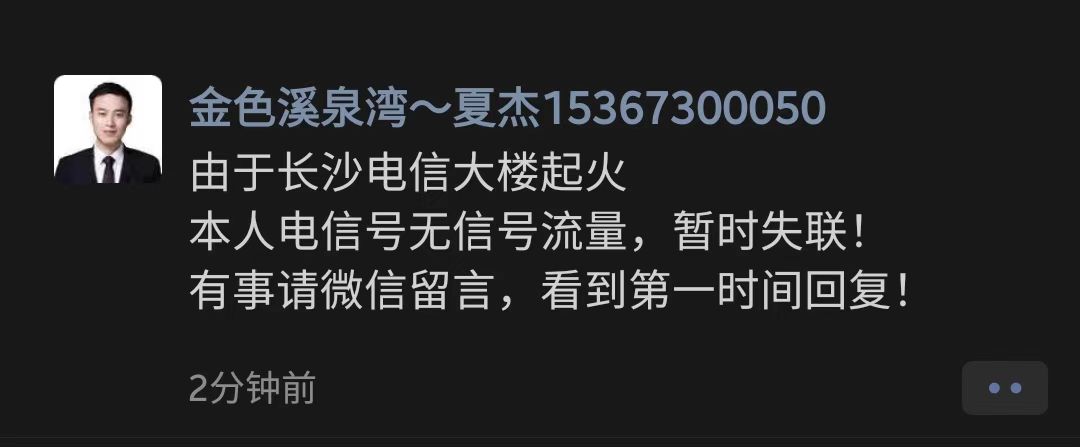 金色溪泉湾～夏杰15367300050
由于长沙电信大楼起火
本人电信号无信号流量，暂时失联！
有事请微信留言，看到第一时间回复！
2分钟前